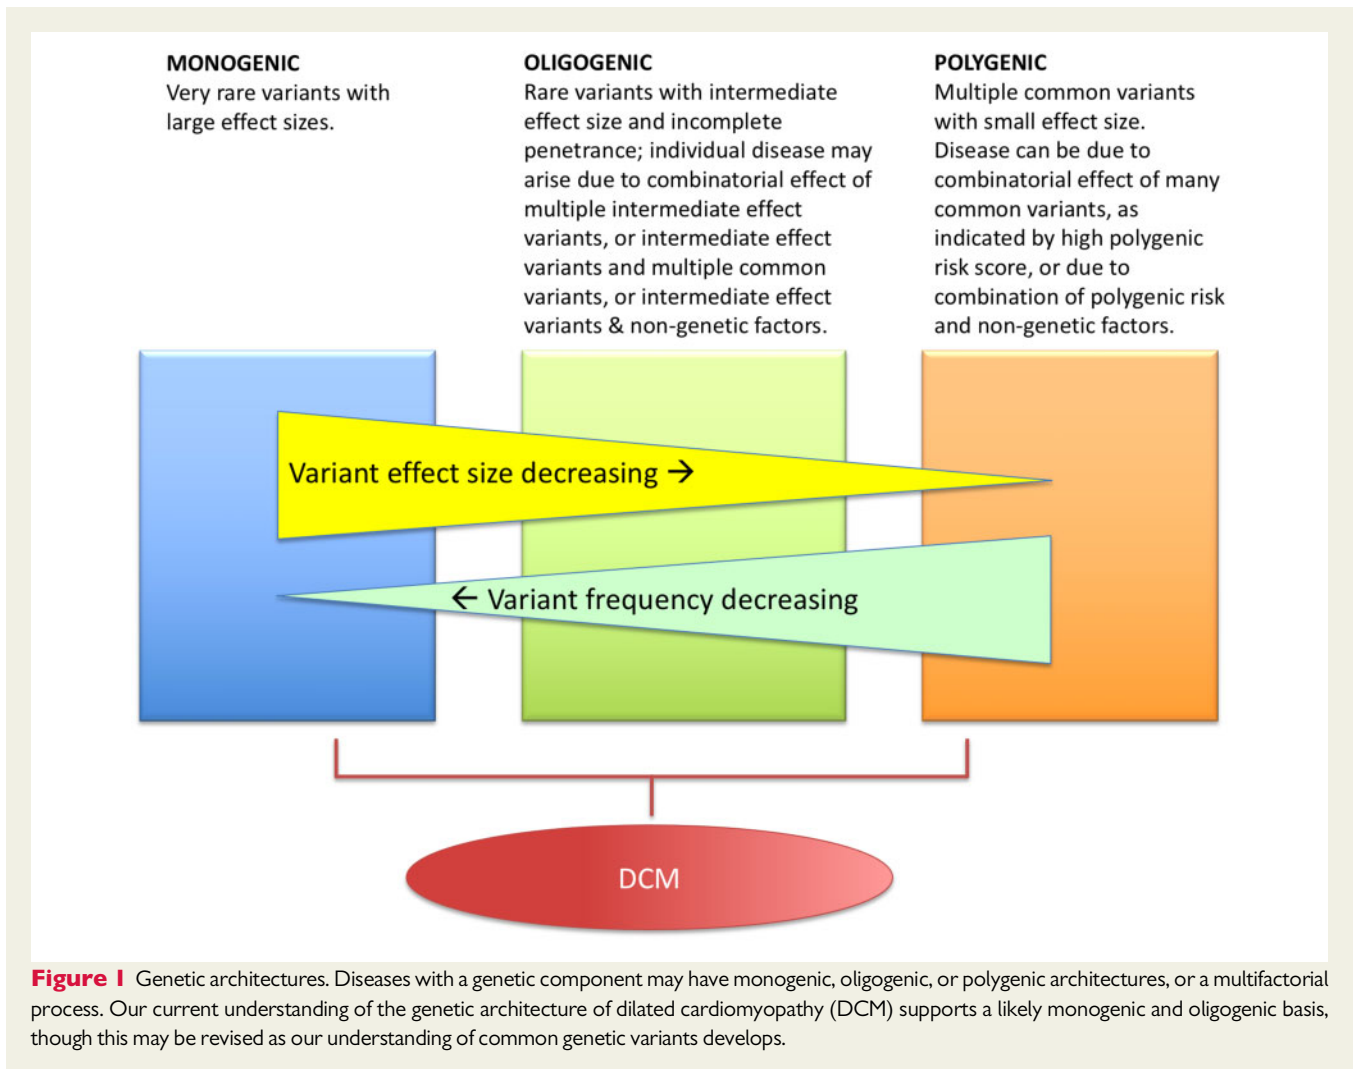 MONOGENIC
Very rare variants with
large effect sizes.
OLIGOGENIC
Rare variants with intermediate
effect size and incomplete
penetrance; individual disease may
arise due to combinatorial effect of
multiple intermediate effect
variants, or intermediate effect
variants and multiple common
variants, or intermediate effect
variants & non-genetic factors.
POLYGENIC
Multiple common variants
with small effect size.
Disease can be due to
combinatorial effect of many
common variants, as
indicated by high polygenic
risk score, or due to
combination of polygenic risk
and non-genetic factors.
Variant effect size decreasing →
← Variant frequency decreasing
DCM
Figure 1 Genetic architectures. Diseases with a genetic component may have monogenic, oligogenic, or polygenic architectures, or a multifactorial
process. Our current understanding of the genetic architecture of dilated cardiomyopathy (DCM) supports a likely monogenic and oligogenic basis,
though this may be revised as our understanding of common genetic variants develops.